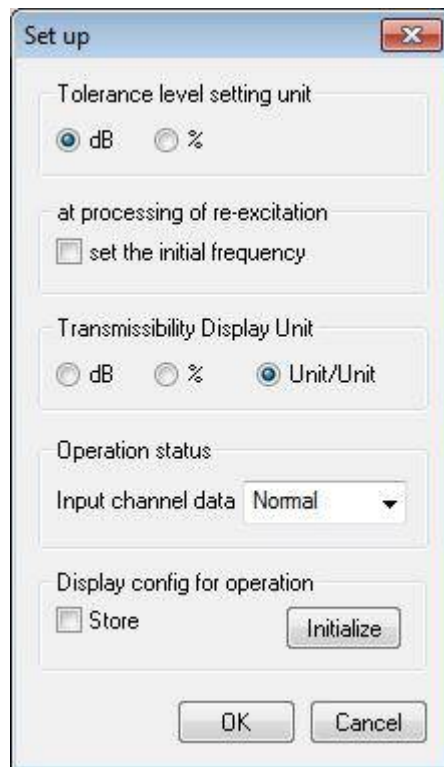 Set up
Tolerance level setting unit
dB %
at processing of re-excitation
set the initial frequency
Transmissibility Display Unit
dB % Unit/Unit
Operation status
Input channel data Normal
Display config for operation
Store Initialize
OK Cancel